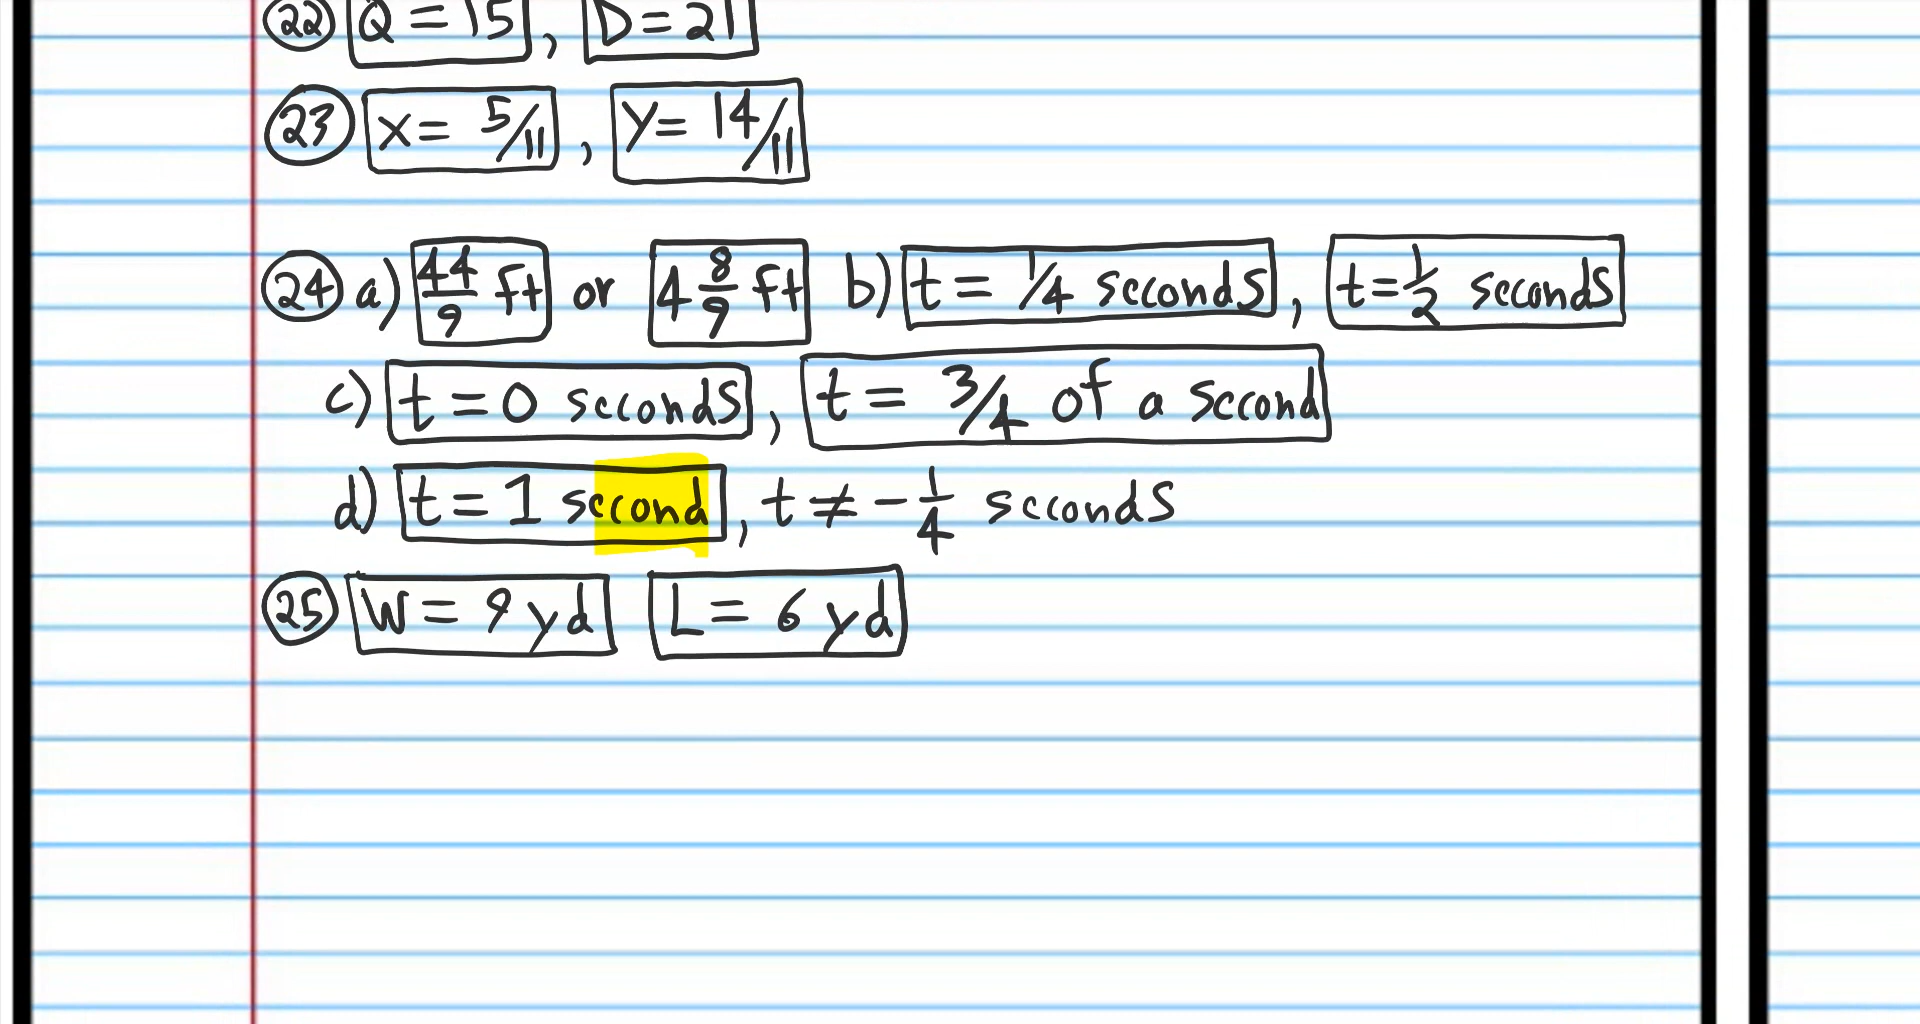 22 Q = 15, D = 21
23 x = 5/11, y = 14/11
24 a) 44/9 ft or 4 8/9 ft b) t = 1/4 seconds, t = 1/2 seconds
c) t = 0 seconds, t = 3/4 of a second
d) t = 1 second, t ≠ - 1/4 seconds
25 W = 9 yd L = 6 yd